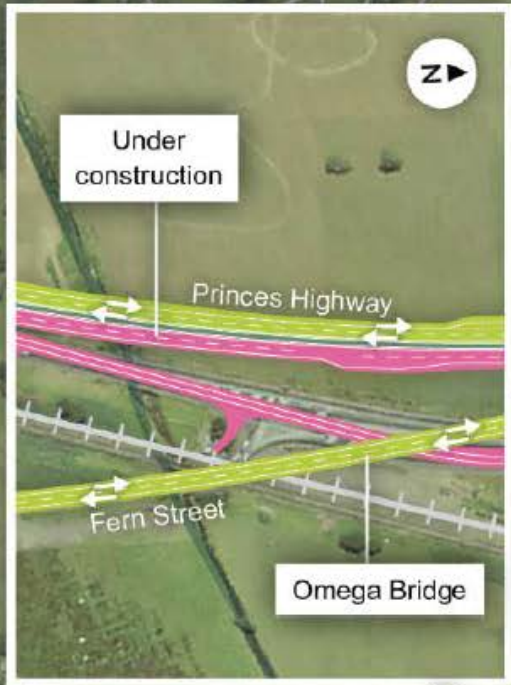 N
Under
construction
Princes Highway
Fern Street
Omega Bridge